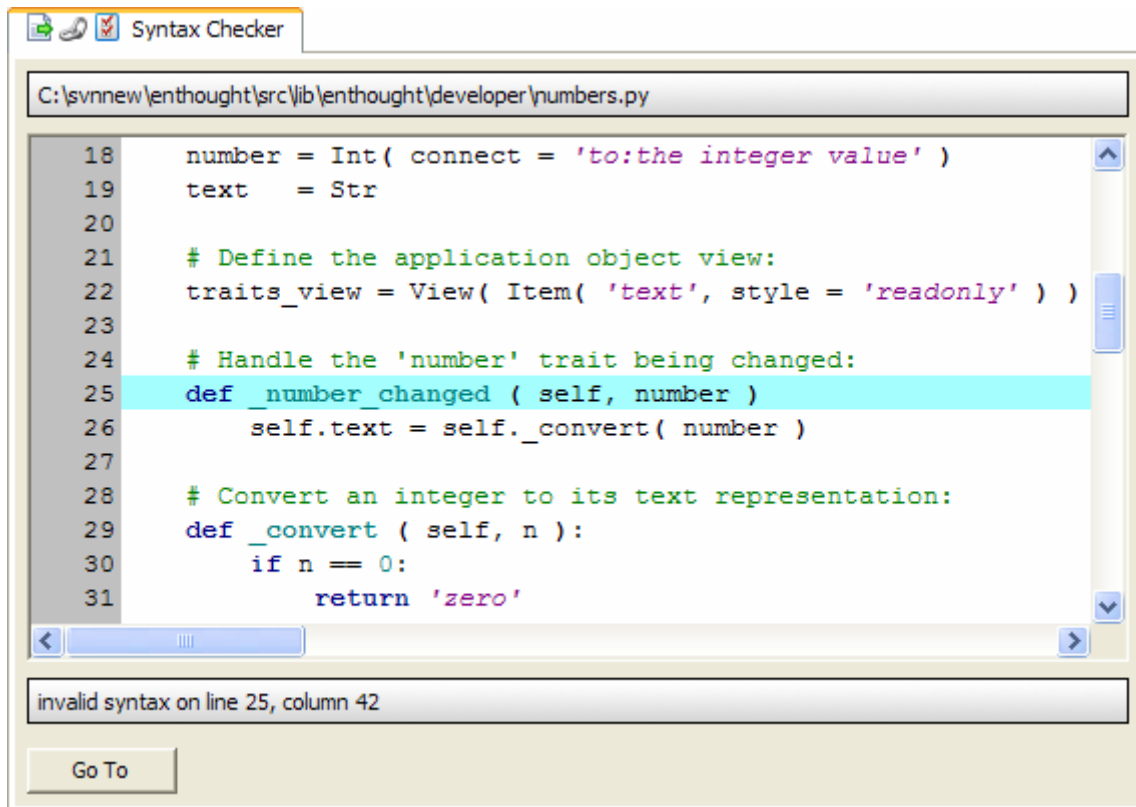 Syntax Checker
C:\svnnew\enthought\src\lib\enthought\developer\numbers.py
18     number = Int( connect = 'to:the integer value' )
19     text   = Str
20
21     # Define the application object view:
22     traits_view = View( Item( 'text', style = 'readonly' ) )
23
24     # Handle the 'number' trait being changed:
25     def _number_changed ( self, number )
26         self.text = self._convert( number )
27
28     # Convert an integer to its text representation:
29     def _convert ( self, n ):
30         if n == 0:
31             return 'zero'
invalid syntax on line 25, column 42
Go To